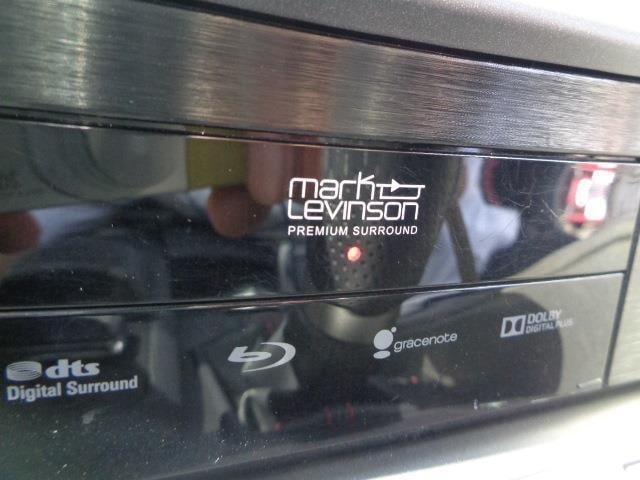 mark
Levinson
PREMIUM SURROUND
dts
Digital Surround
gracenote
DOLBY
DIGITAL PLUS